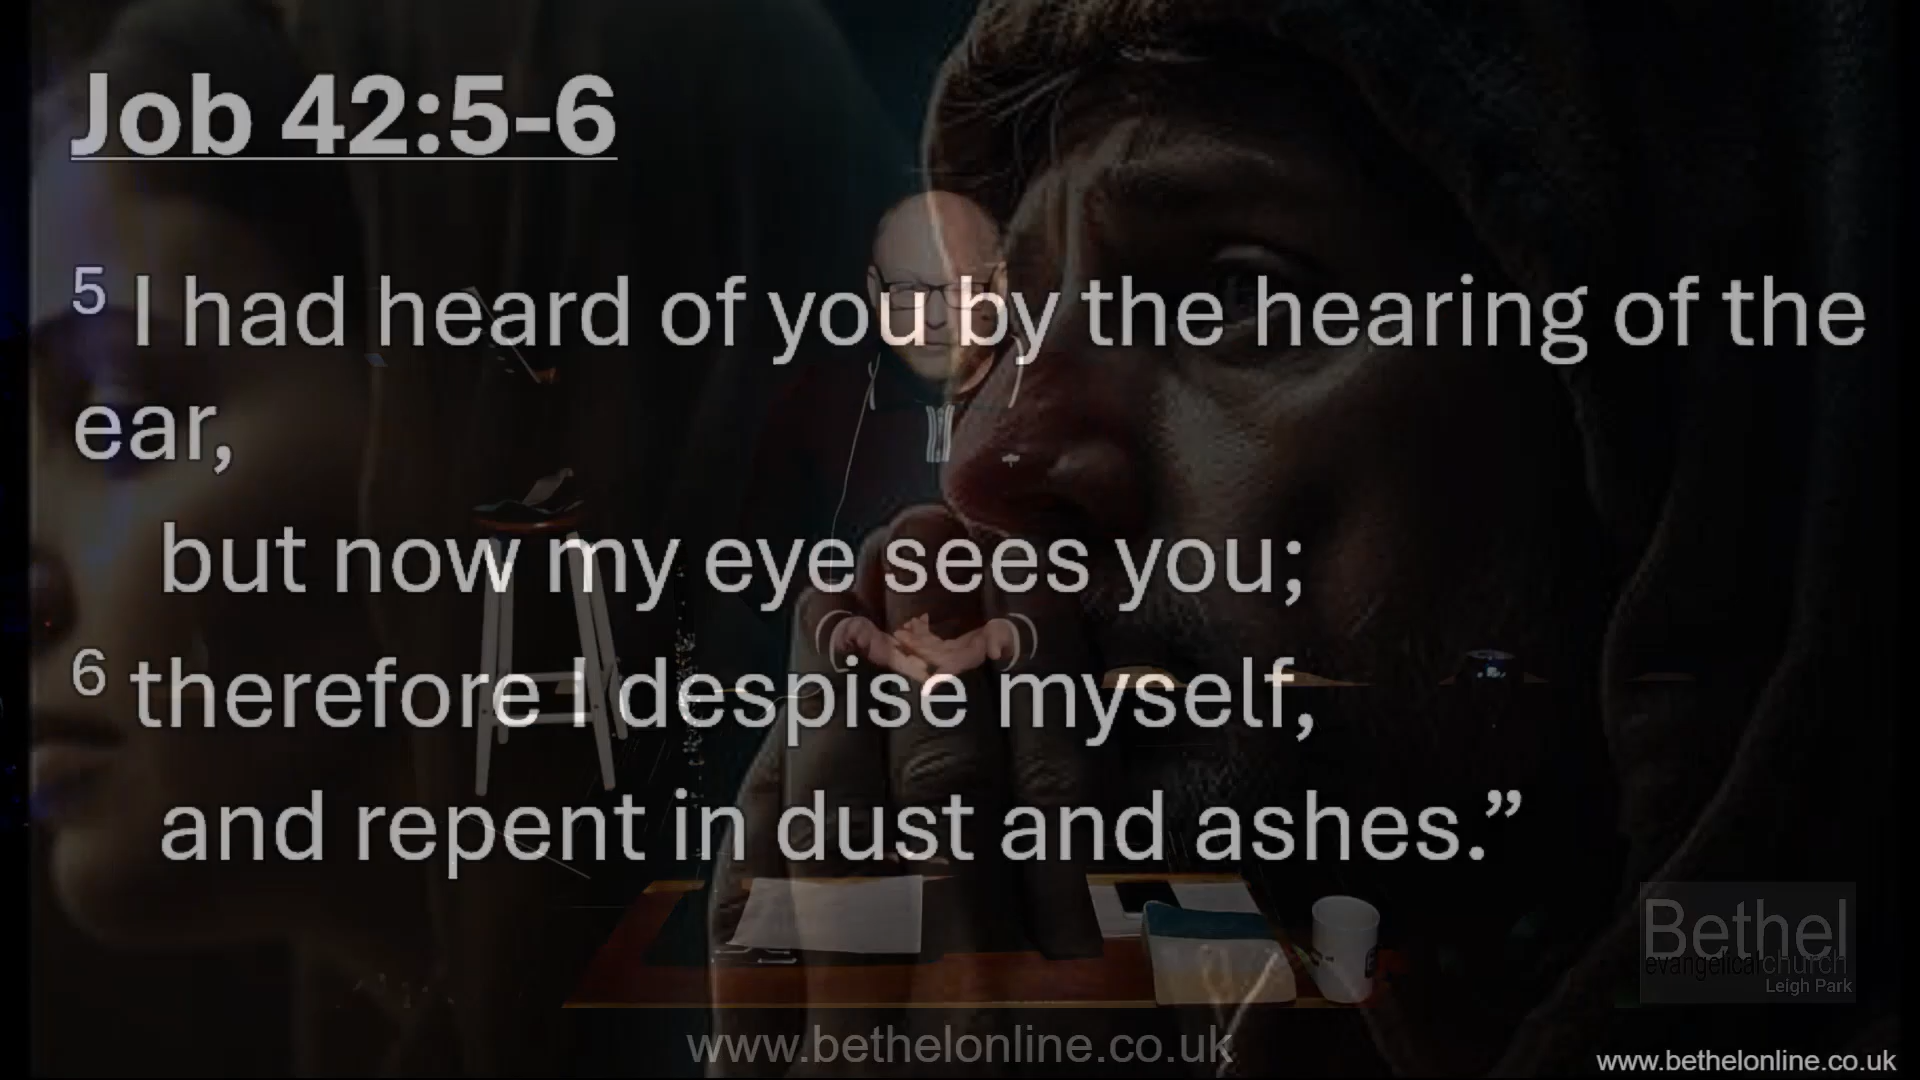 Job 42:5-6
5 I had heard of you by the hearing of the
ear,
but now my eye sees you;
6 therefore I despise myself,
and repent in dust and ashes.”
Bethel
evangelicalchurch
Leigh Park
www.bethelonline.co.uk
www.bethelonline.co.uk